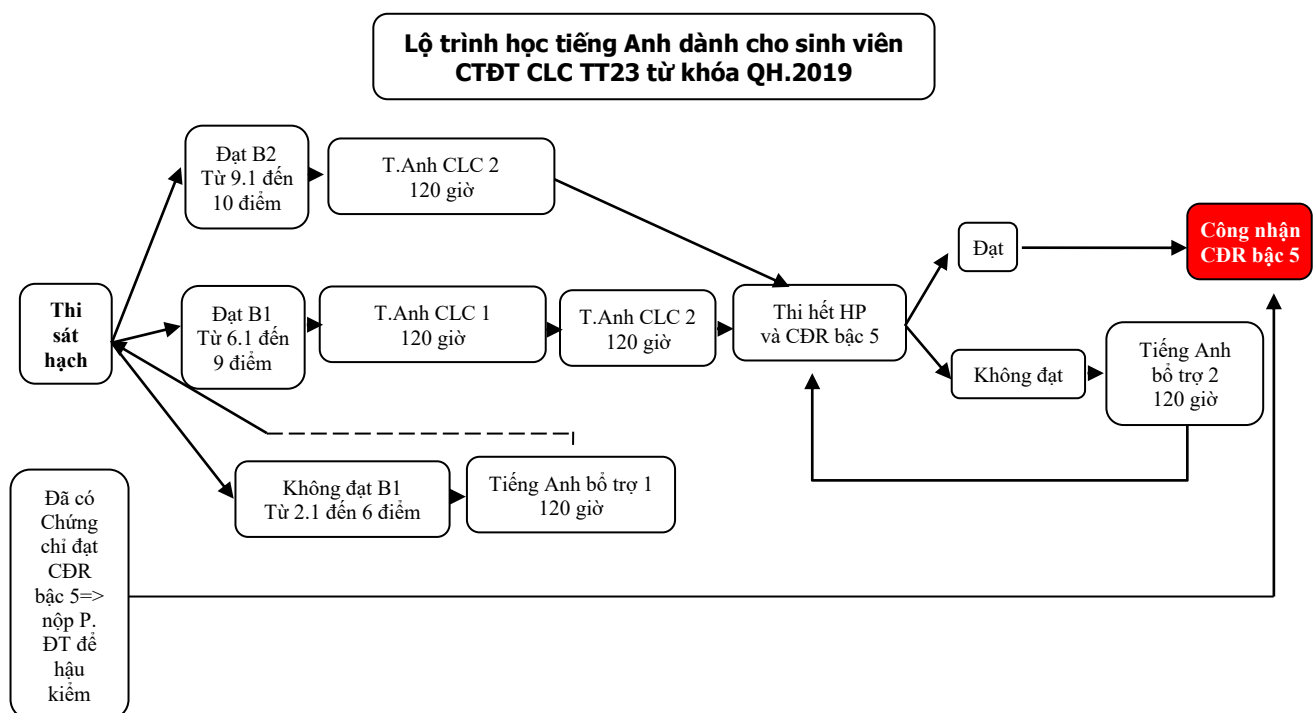 Lộ trình học tiếng Anh dành cho sinh viên
CTĐT CLC TT23 từ khóa QH.2019
Đạt B2
Từ 9.1 đến
10 điểm
T.Anh CLC 2
120 giờ
Đạt
Công nhận
CĐR bậc 5
Thi
sát
hạch
Đạt B1
Từ 6.1 đến
9 điểm
T.Anh CLC 1
120 giờ
T.Anh CLC 2
120 giờ
Thi hết HP
và CĐR bậc 5
Không đạt
Tiếng Anh
bổ trợ 2
120 giờ
Không đạt B1
Từ 2.1 đến 6 điểm
Tiếng Anh bổ trợ 1
120 giờ
Đã có
Chứng
chỉ đạt
CĐR
bậc 5=>
nộp P.
ĐT để
hậu
kiểm